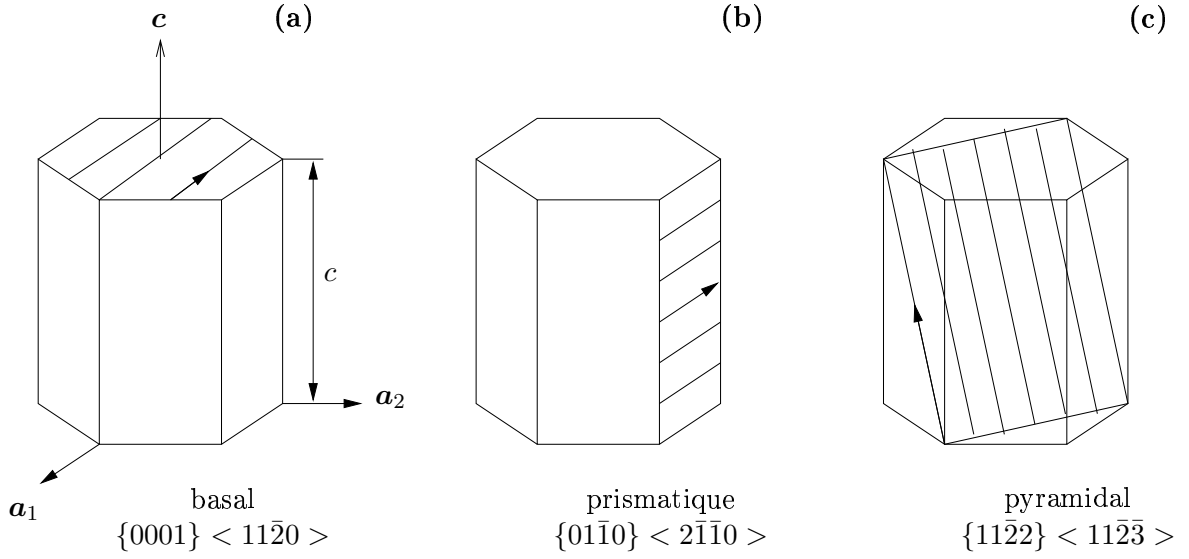 c (a) (b) (c)
c
a₂
a₁
basal prismatique pyramidal
{0001} < 112̄0 > {011̄0} < 21̄1̄0 > {112̄2} < 112̄3̄ >